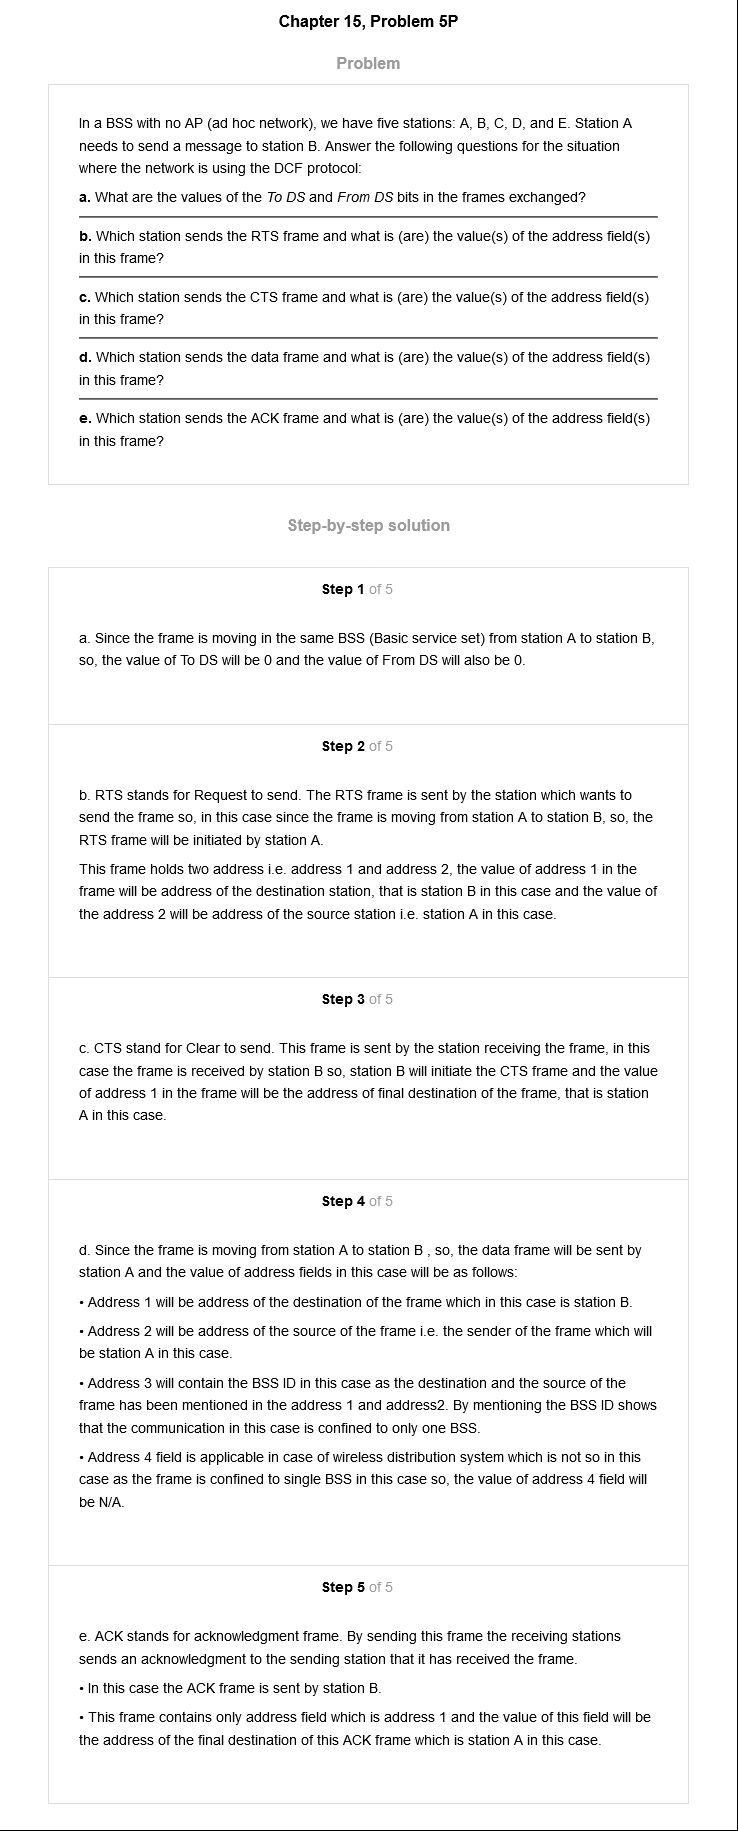 Chapter 15, Problem 5P
Problem
In a BSS with no AP (ad hoc network), we have five stations: A, B, C, D, and E. Station A
needs to send a message to station B. Answer the following questions for the situation
where the network is using the DCF protocol:
a. What are the values of the To DS and From DS bits in the frames exchanged?
b. Which station sends the RTS frame and what is (are) the value(s) of the address field(s)
in this frame?
c. Which station sends the CTS frame and what is (are) the value(s) of the address field(s)
in this frame?
d. Which station sends the data frame and what is (are) the value(s) of the address field(s)
in this frame?
e. Which station sends the ACK frame and what is (are) the value(s) of the address field(s)
in this frame?
Step-by-step solution
Step 1 of 5
a. Since the frame is moving in the same BSS (Basic service set) from station A to station B,
so, the value of To DS will be 0 and the value of From DS will also be 0.
Step 2 of 5
b. RTS stands for Request to send. The RTS frame is sent by the station which wants to
send the frame so, in this case since the frame is moving from station A to station B, so, the
RTS frame will be initiated by station A.
This frame holds two address i.e. address 1 and address 2, the value of address 1 in the
frame will be address of the destination station, that is station B in this case and the value of
the address 2 will be address of the source station i.e. station A in this case.
Step 3 of 5
c. CTS stand for Clear to send. This frame is sent by the station receiving the frame, in this
case the frame is received by station B so, station B will initiate the CTS frame and the value
of address 1 in the frame will be the address of final destination of the frame, that is station
A in this case.
Step 4 of 5
d. Since the frame is moving from station A to station B , so, the data frame will be sent by
station A and the value of address fields in this case will be as follows:
• Address 1 will be address of the destination of the frame which in this case is station B.
• Address 2 will be address of the source of the frame i.e. the sender of the frame which will
be station A in this case.
• Address 3 will contain the BSS ID in this case as the destination and the source of the
frame has been mentioned in the address 1 and address2. By mentioning the BSS ID shows
that the communication in this case is confined to only one BSS.
• Address 4 field is applicable in case of wireless distribution system which is not so in this
case as the frame is confined to single BSS in this case so, the value of address 4 field will
be N/A.
Step 5 of 5
e. ACK stands for acknowledgment frame. By sending this frame the receiving stations
sends an acknowledgment to the sending station that it has received the frame.
• In this case the ACK frame is sent by station B.
• This frame contains only address field which is address 1 and the value of this field will be
the address of the final destination of this ACK frame which is station A in this case.